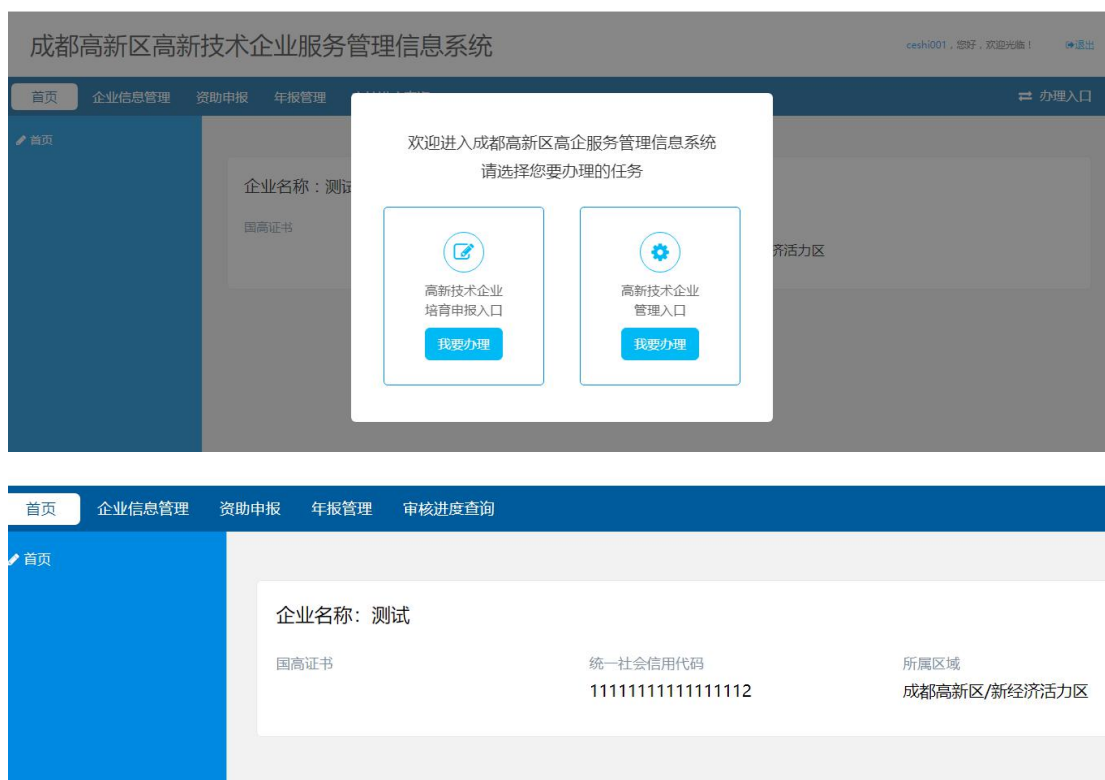 成都高新区高新技术企业服务管理信息系统
ceshi001，您好，欢迎光临！ 退出
首页 企业信息管理 资助申报 年报管理 办理入口
首页
欢迎进入成都高新区高企服务管理信息系统
请选择您要办理的任务
企业名称：测试
国高证书
济活力区
高新技术企业
培育申报入口
我要办理
高新技术企业
管理入口
我要办理
首页 企业信息管理 资助申报 年报管理 审核进度查询
首页
企业名称：测试
国高证书 统一社会信用代码 所属区域
11111111111111112 成都高新区/新经济活力区